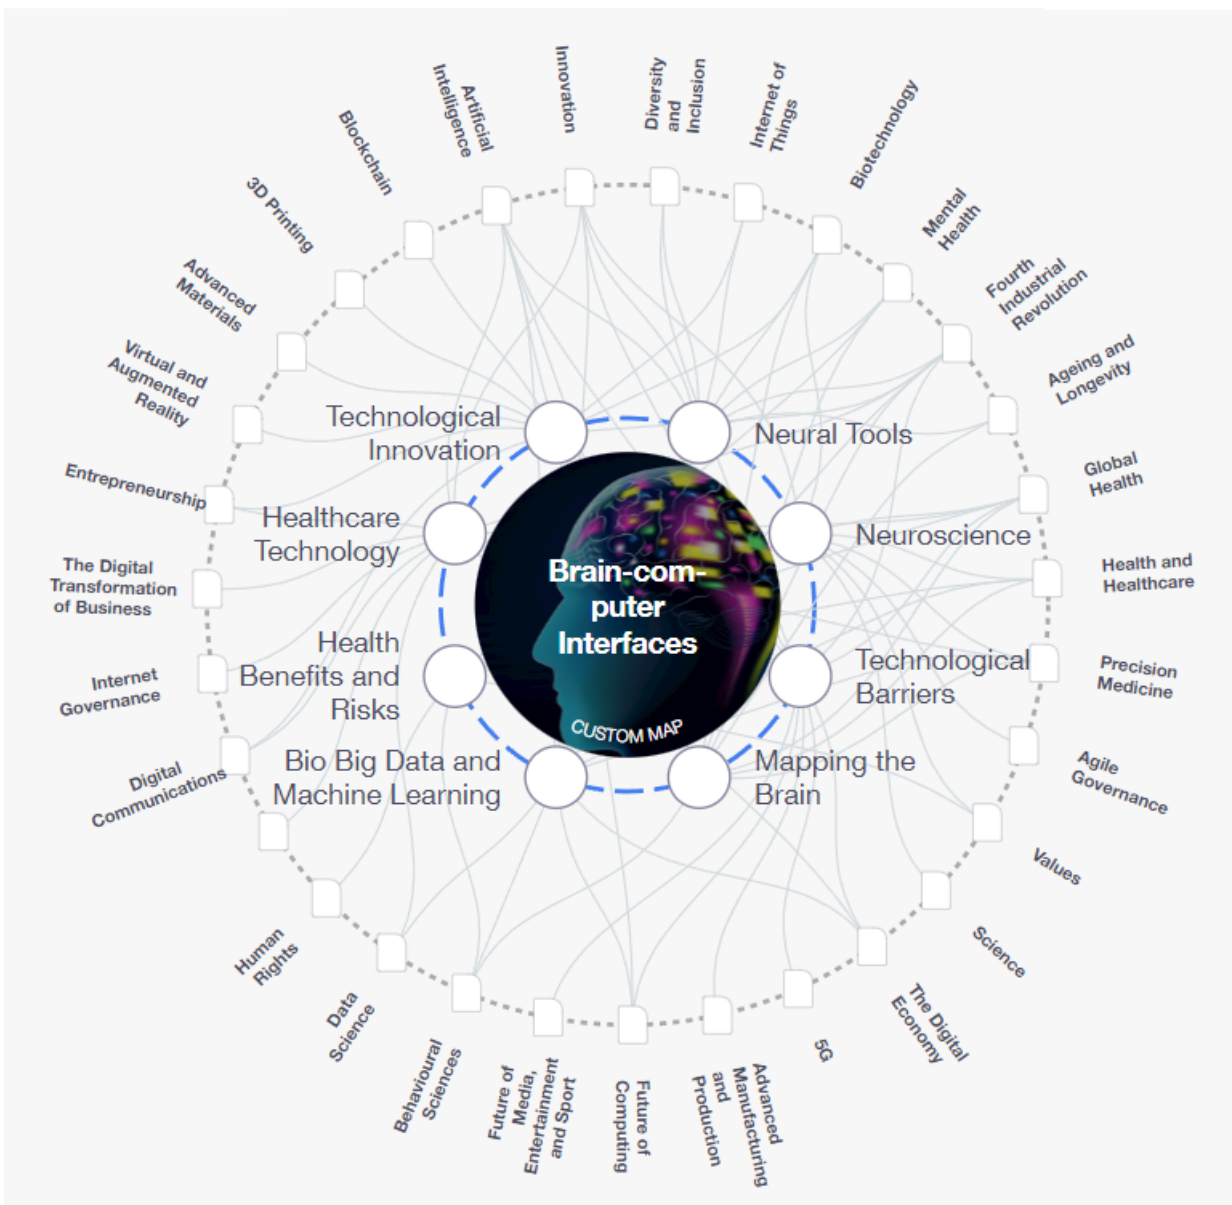 Innovation
Diversity
and
Inclusion
Internet of
Things
Biotechnology
Mental
Health
Fourth
Industrial
Revolution
Ageing and
Longevity
Global
Health
Health and
Healthcare
Precision
Medicine
Agile
Governance
Values
Science
The Digital
Economy
5G
Advanced
Manufacturing
and
Production
Future of
Computing
Future of
Media,
Entertainment
and Sport
Behavioural
Sciences
Data
Science
Human
Rights
Digital
Communications
Internet
Governance
The Digital
Transformation
of Business
Entrepreneurship
Virtual and
Augmented
Reality
Advanced
Materials
3D Printing
Blockchain
Artificial
Intelligence
Technological
Innovation
Neural Tools
Healthcare
Technology
Neuroscience
Health
Benefits and
Risks
Technological
Barriers
Bio Big Data and
Machine Learning
Mapping the
Brain
Brain-com-
puter
Interfaces
CUSTOM MAP